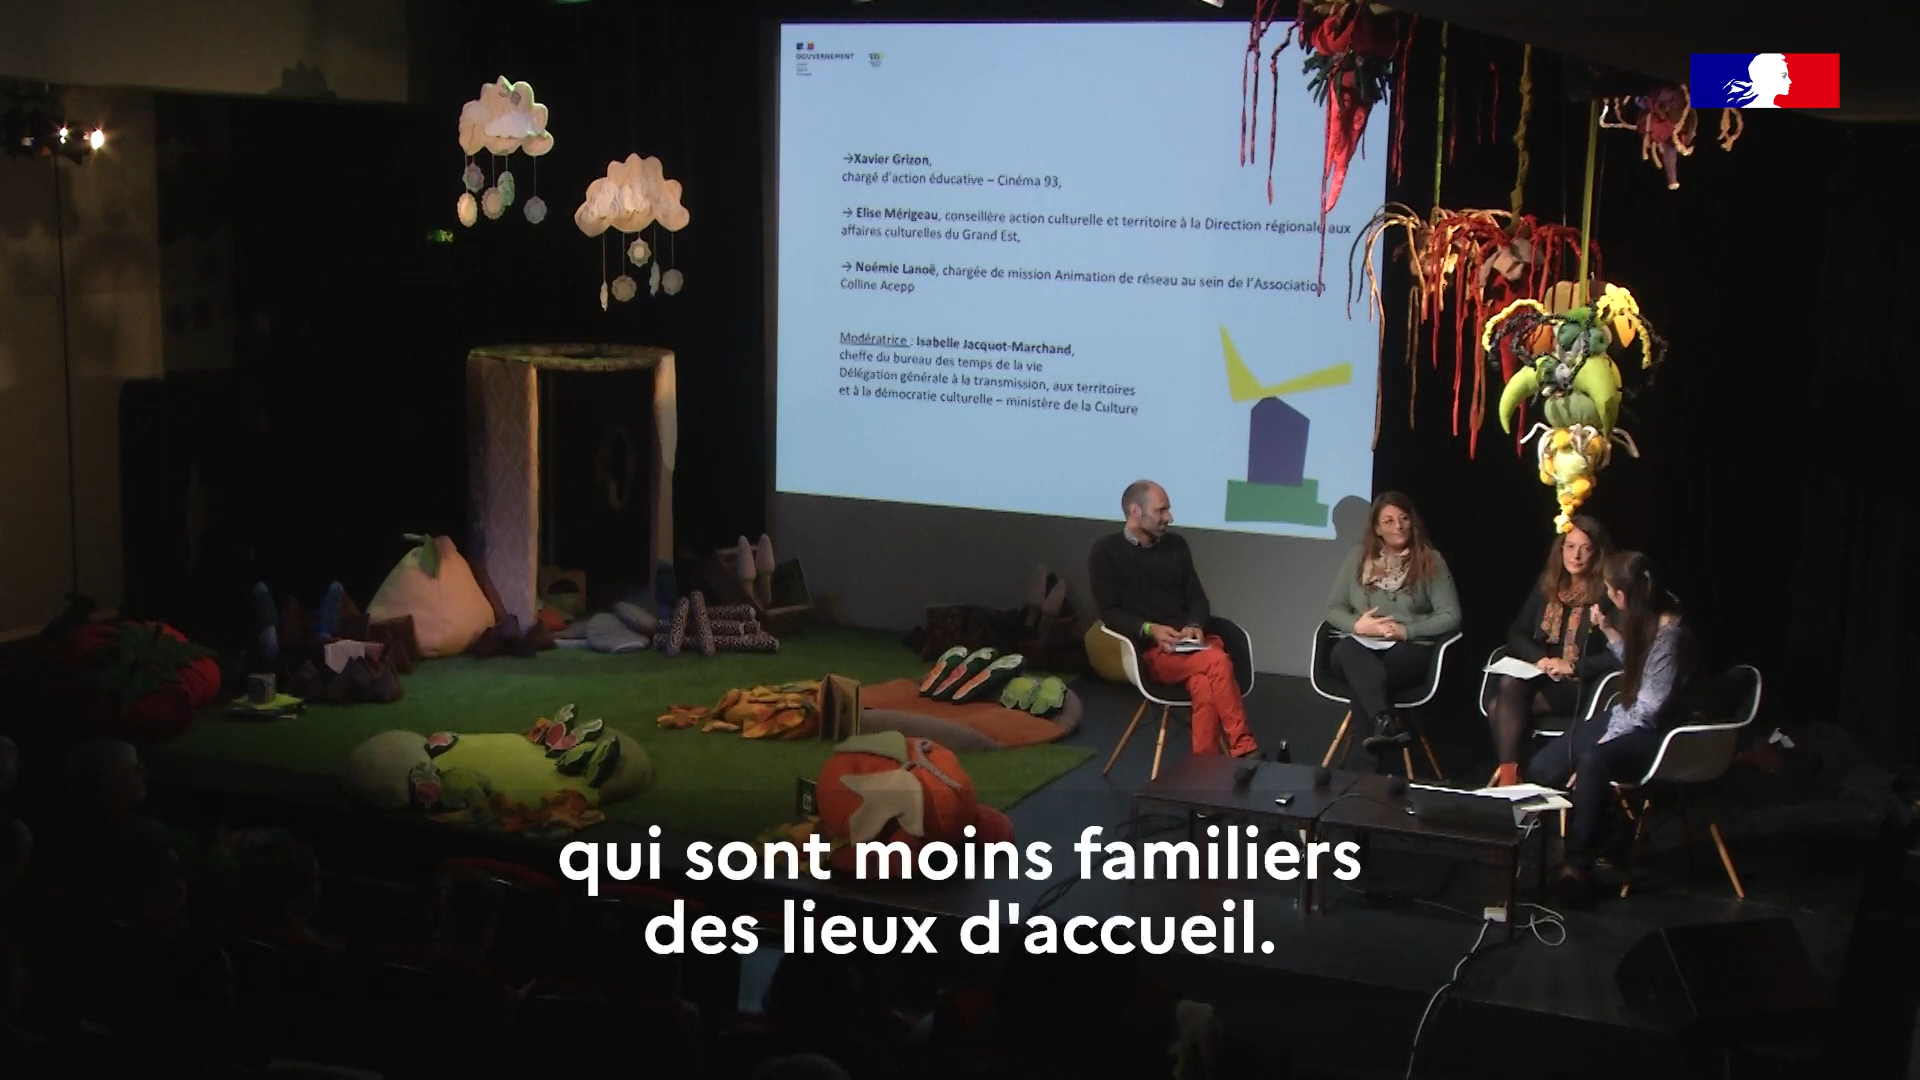 GOUVERNEMENT
→Xavier Grizon,
chargé d'action éducative – Cinéma 93,
→ Elise Mérigeau, conseillère action culturelle et territoire à la Direction régionale aux
affaires culturelles du Grand Est,
→ Noémie Lanoë, chargée de mission Animation de réseau au sein de l'Association
Colline Acepp
Modératrice : Isabelle Jacquot-Marchand,
cheffe du bureau des temps de la vie
Délégation générale à la transmission, aux territoires
et à la démocratie culturelle – ministère de la Culture
qui sont moins familiers
des lieux d'accueil.